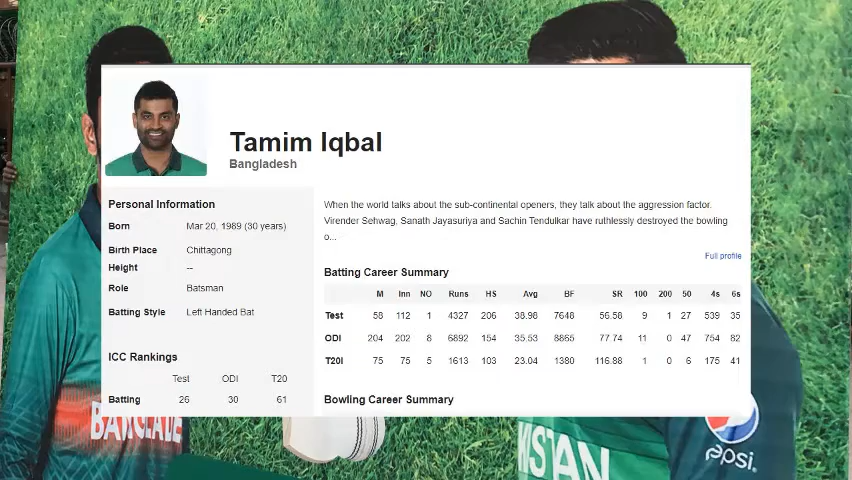 Tamim Iqbal
Bangladesh
Personal Information
Born Mar 20, 1989 (30 years)
Birth Place Chittagong
Height --
Role Batsman
Batting Style Left Handed Bat
ICC Rankings
Test ODI T20
Batting 26 30 61
When the world talks about the sub-continental openers, they talk about the aggression factor.
Virender Sehwag, Sanath Jayasuriya and Sachin Tendulkar have ruthlessly destroyed the bowling
o...
Full profile
Batting Career Summary
M Inn NO Runs HS Avg BF SR 100 200 50 4s 6s
Test 58 112 1 4327 206 38.98 7648 56.58 9 1 27 539 35
ODI 204 202 8 6892 154 35.53 8865 77.74 11 0 47 754 82
T20I 75 75 5 1613 103 23.04 1380 116.88 1 0 6 175 41
Bowling Career Summary
pepsi